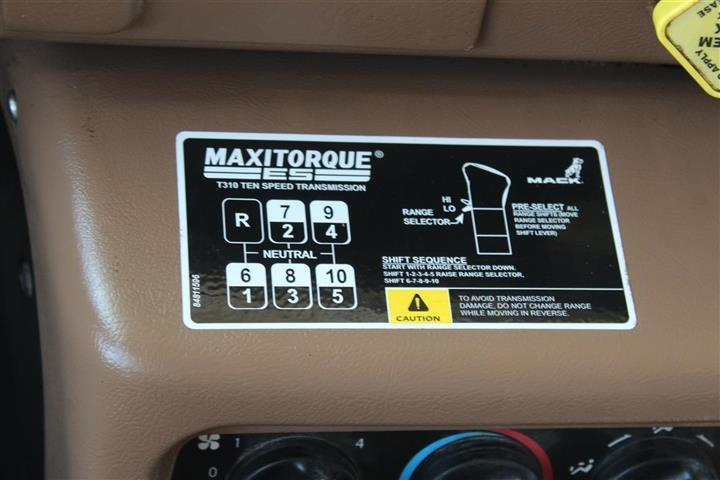 EM
APPLY
MAXITORQUE®
ES
T310 TEN SPEED TRANSMISSION
R 7 9
2 4
NEUTRAL
6 8 10
1 3 5
HI
LO
RANGE
SELECTOR
MACK
PRE-SELECT ALL
RANGE SHIFTS (MOVE
RANGE SELECTOR
BEFORE MOVING
SHIFT LEVER)
SHIFT SEQUENCE
START WITH RANGE SELECTOR DOWN.
SHIFT 1-2-3-4-5 RAISE RANGE SELECTOR,
SHIFT 6-7-8-9-10
CAUTION
TO AVOID TRANSMISSION
DAMAGE, DO NOT CHANGE RANGE
WHILE MOVING IN REVERSE.
0 1 4